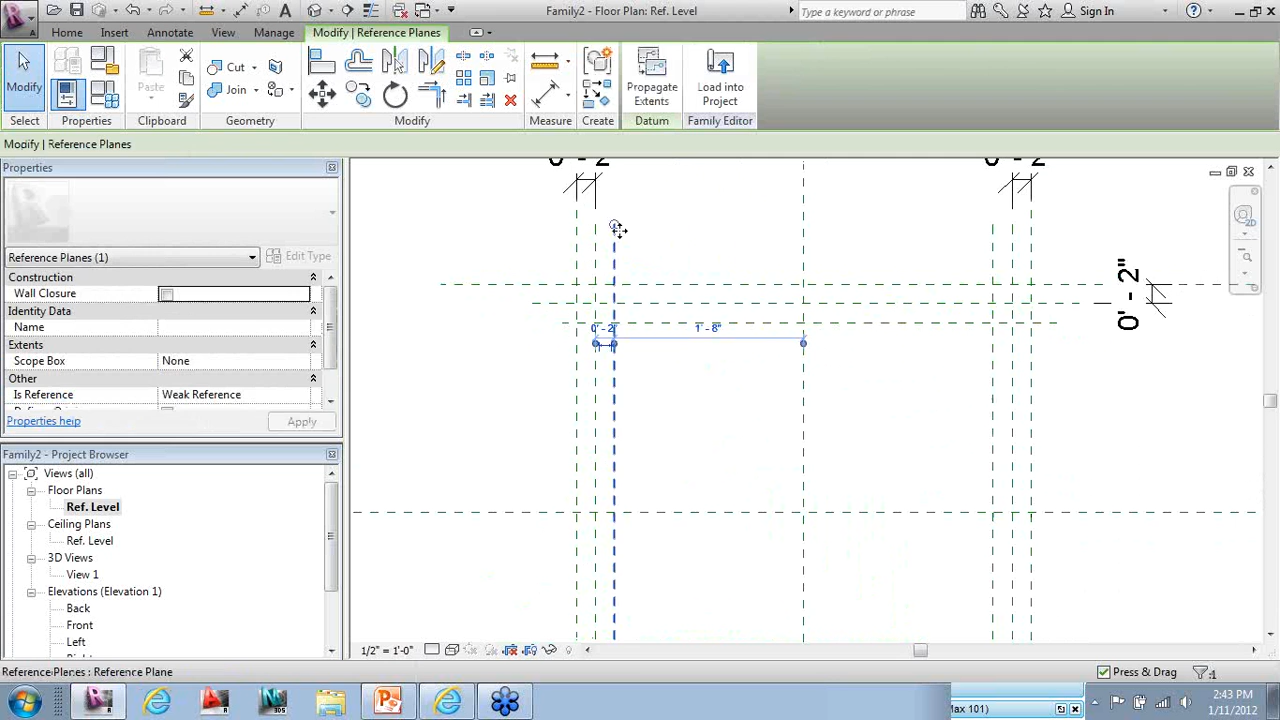 Family2 - Floor Plan: Ref. Level
Type a keyword or phrase
Sign In
Home Insert Annotate View Manage Modify | Reference Planes
Modify Paste Cut Join Propagate Extents Load into Project
Select Properties Clipboard Geometry Modify Measure Create Datum Family Editor
Modify | Reference Planes
Properties
Reference Planes (1) Edit Type
Construction
Wall Closure
Identity Data
Name
Extents
Scope Box None
Other
Is Reference Weak Reference
Properties help Apply
Family2 - Project Browser
Views (all)
Floor Plans
Ref. Level
Ceiling Plans
Ref. Level
3D Views
View 1
Elevations (Elevation 1)
Back
Front
Left
0' - 2"
1' - 8"
0' - 2"
1/2" = 1'-0"
Reference Planes : Reference Plane
Press & Drag
:1
Max 101)
2:43 PM
1/11/2012